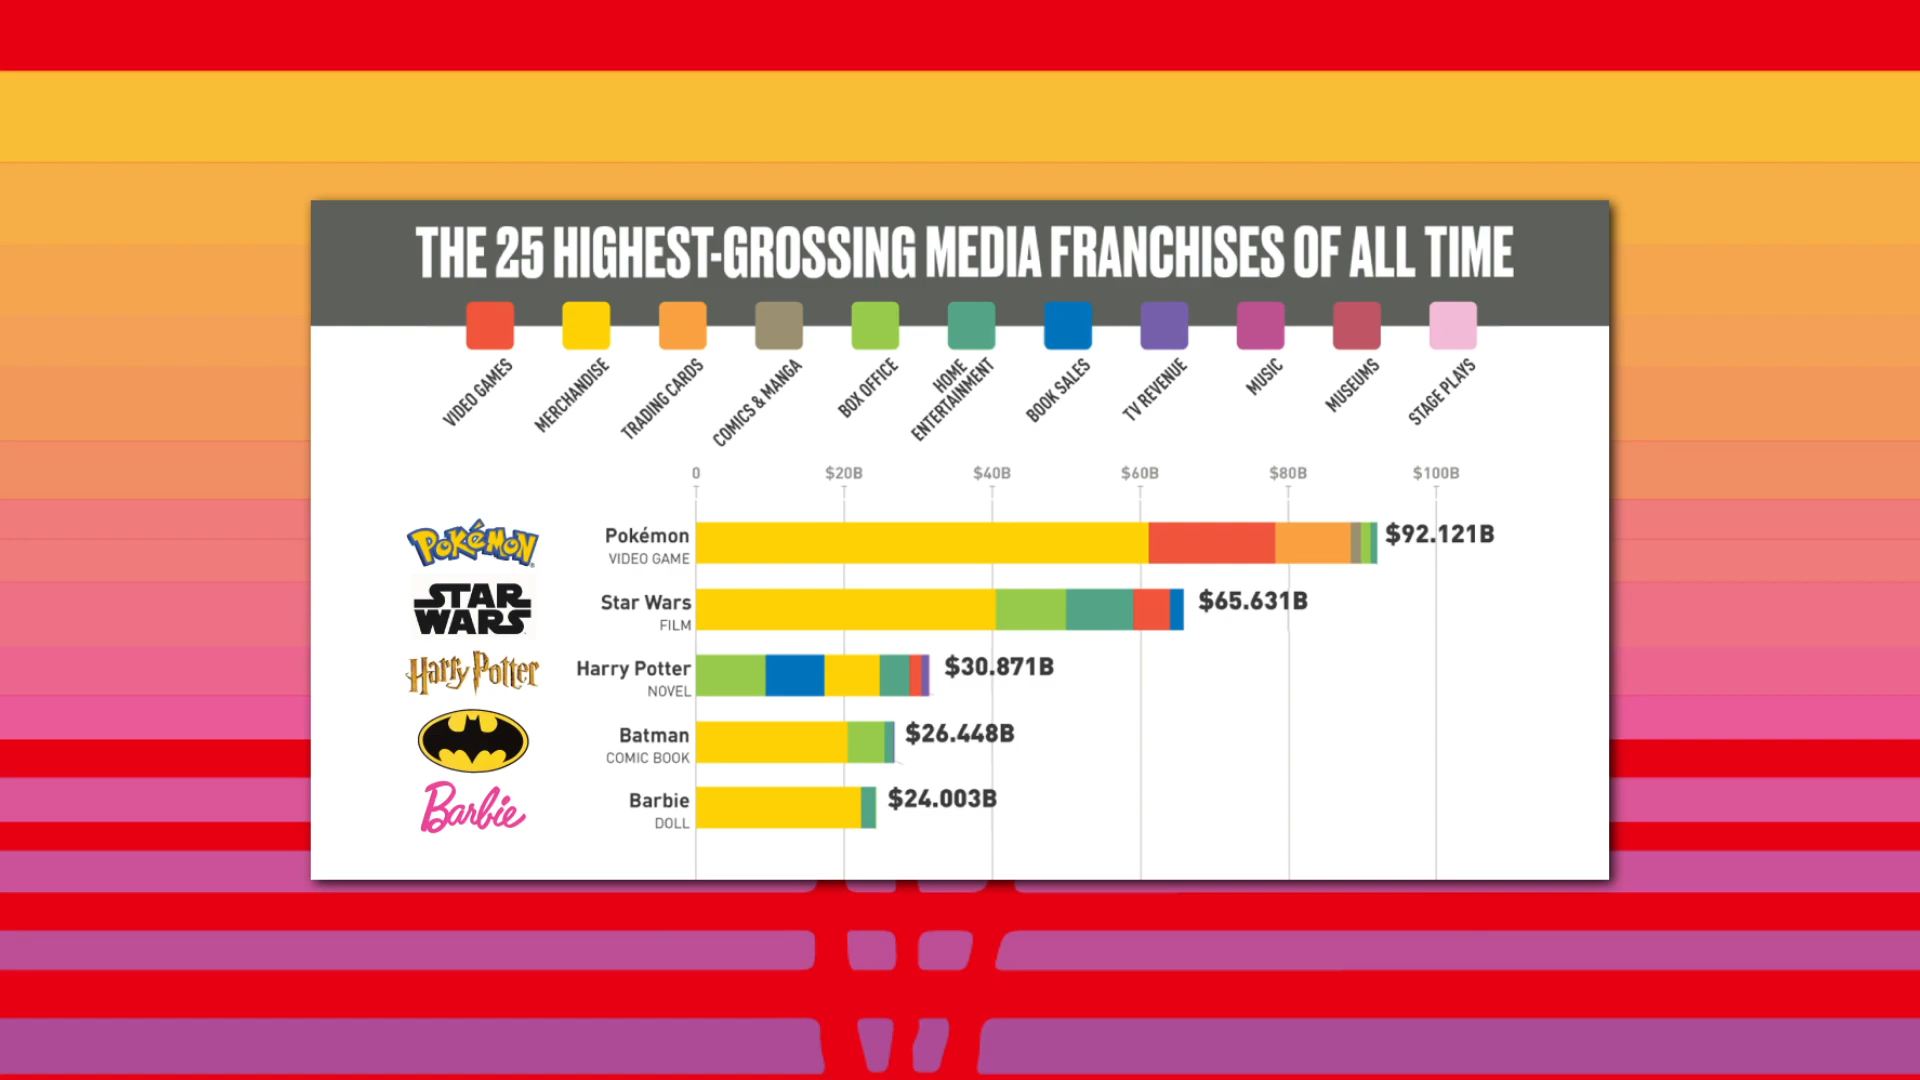 THE 25 HIGHEST-GROSSING MEDIA FRANCHISES OF ALL TIME
VIDEO GAMES
MERCHANDISE
TRADING CARDS
COMICS & MANGA
BOX OFFICE
HOME
ENTERTAINMENT
BOOK SALES
TV REVENUE
MUSIC
MUSEUMS
STAGE PLAYS
0 $20B $40B $60B $80B $100B
POKéMON
Pokémon
VIDEO GAME
$92.121B
STAR
WARS
Star Wars
FILM
$65.631B
Harry Potter
Harry Potter
NOVEL
$30.871B
Batman
COMIC BOOK
$26.448B
Barbie
Barbie
DOLL
$24.003B